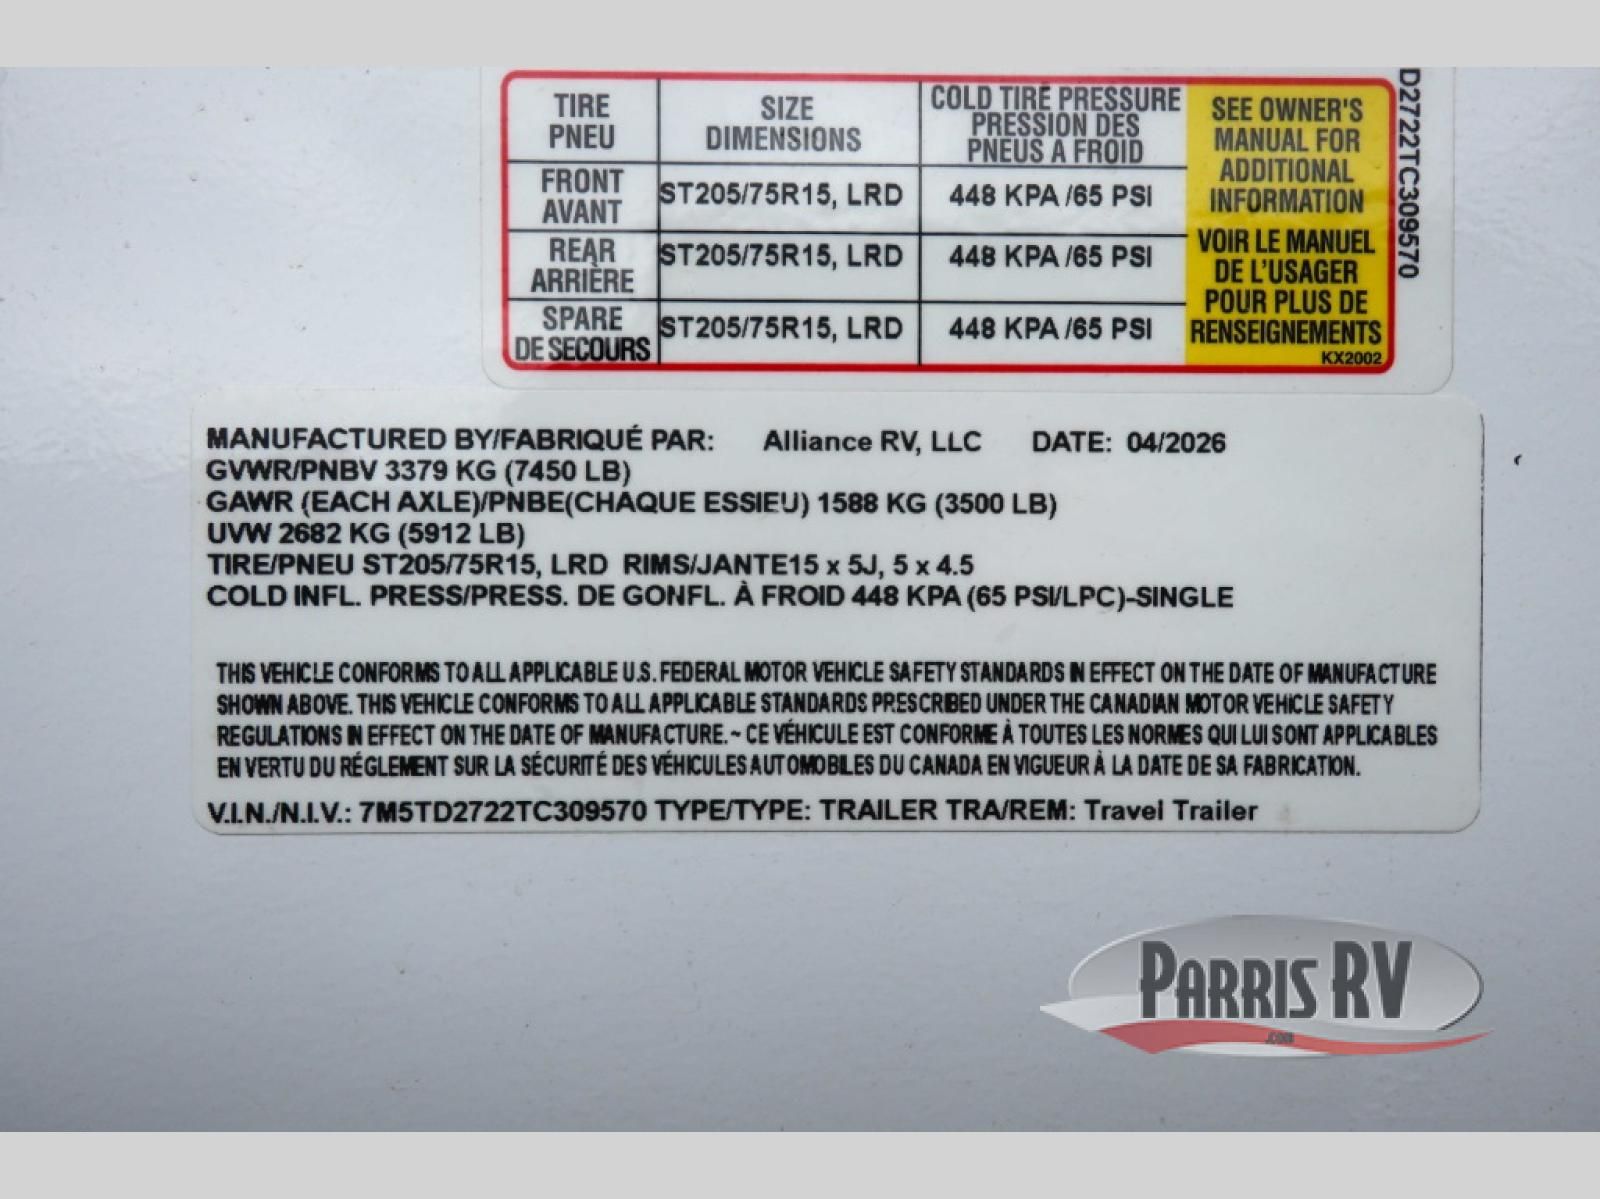 TIRE SIZE COLD TIRE PRESSURE
PNEU DIMENSIONS PRESSION DES
PNEUS A FROID
FRONT ST205/75R15, LRD 448 KPA /65 PSI
AVANT
REAR ST205/75R15, LRD 448 KPA /65 PSI
ARRIÈRE
SPARE ST205/75R15, LRD 448 KPA /65 PSI
DE SECOURS
SEE OWNER'S
MANUAL FOR
ADDITIONAL
INFORMATION
VOIR LE MANUEL
DE L'USAGER
POUR PLUS DE
RENSEIGNEMENTS
KX2002
D2722TC309570
MANUFACTURED BY/FABRIQUÉ PAR: Alliance RV, LLC DATE: 04/2026
GVWR/PNBV 3379 KG (7450 LB)
GAWR (EACH AXLE)/PNBE(CHAQUE ESSIEU) 1588 KG (3500 LB)
UVW 2682 KG (5912 LB)
TIRE/PNEU ST205/75R15, LRD RIMS/JANTE15 x 5J, 5 x 4.5
COLD INFL. PRESS/PRESS. DE GONFL. À FROID 448 KPA (65 PSI/LPC)-SINGLE
THIS VEHICLE CONFORMS TO ALL APPLICABLE U.S. FEDERAL MOTOR VEHICLE SAFETY STANDARDS IN EFFECT ON THE DATE OF MANUFACTURE
SHOWN ABOVE. THIS VEHICLE CONFORMS TO ALL APPLICABLE STANDARDS PRESCRIBED UNDER THE CANADIAN MOTOR VEHICLE SAFETY
REGULATIONS IN EFFECT ON THE DATE OF MANUFACTURE. ~ CE VÉHICULE EST CONFORME À TOUTES LES NORMES QUI LUI SONT APPLICABLES
EN VERTU DU RÉGLEMENT SUR LA SÉCURITÉ DES VÉHICULES AUTOMOBILES DU CANADA EN VIGUEUR À LA DATE DE SA FABRICATION.
V.I.N./N.I.V.: 7M5TD2722TC309570 TYPE/TYPE: TRAILER TRA/REM: Travel Trailer
PARRIS RV
.COM